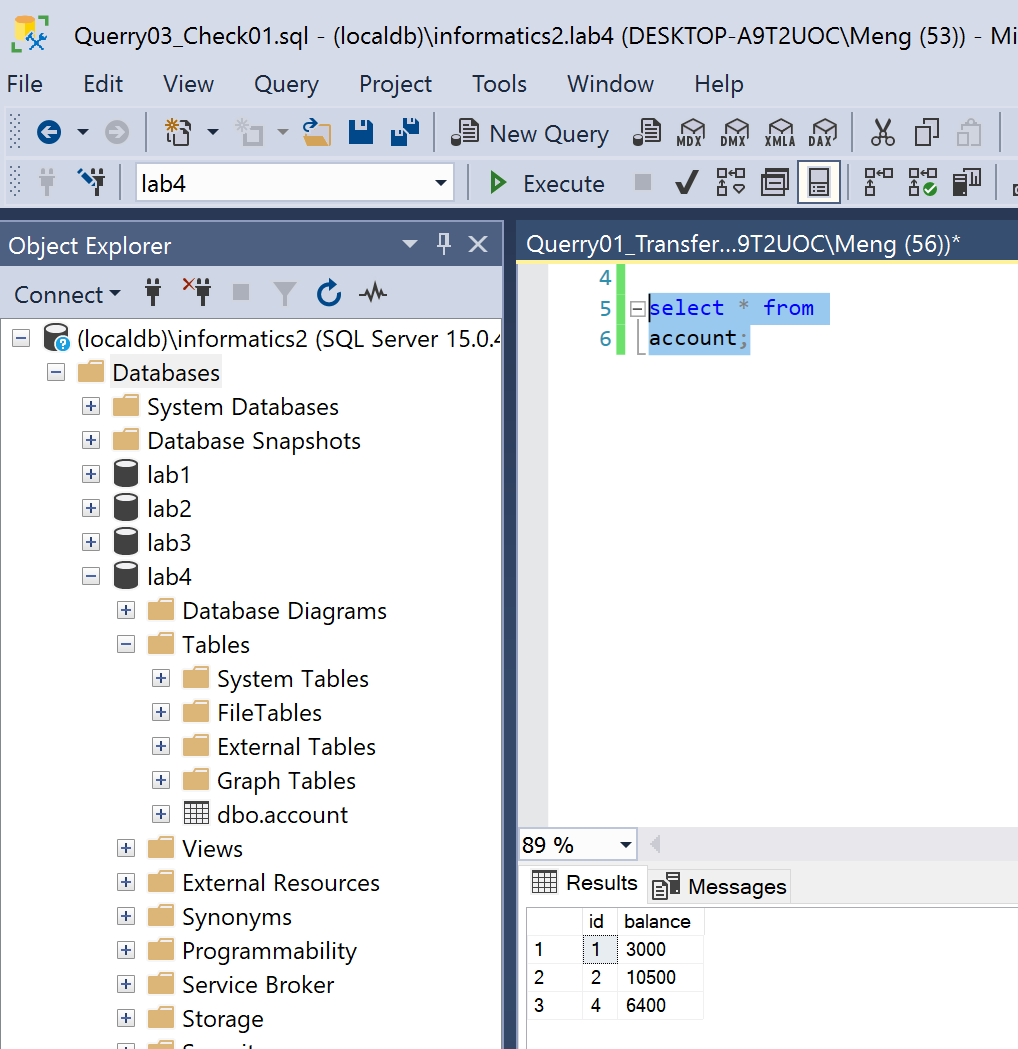 Querry03_Check01.sql - (localdb)\informatics2.lab4 (DESKTOP-A9T2UOC\Meng (53)) - Mi
File Edit View Query Project Tools Window Help
New Query MDX DMX XMLA DAX
lab4 Execute
Object Explorer
Connect
(localdb)\informatics2 (SQL Server 15.0.4
Databases
System Databases
Database Snapshots
lab1
lab2
lab3
lab4
Database Diagrams
Tables
System Tables
FileTables
External Tables
Graph Tables
dbo.account
Views
External Resources
Synonyms
Programmability
Service Broker
Storage
Querry01_Transfer...9T2UOC\Meng (56))*
4
5 select * from
6 account;
89 %
Results Messages
id balance
1 1 3000
2 2 10500
3 4 6400